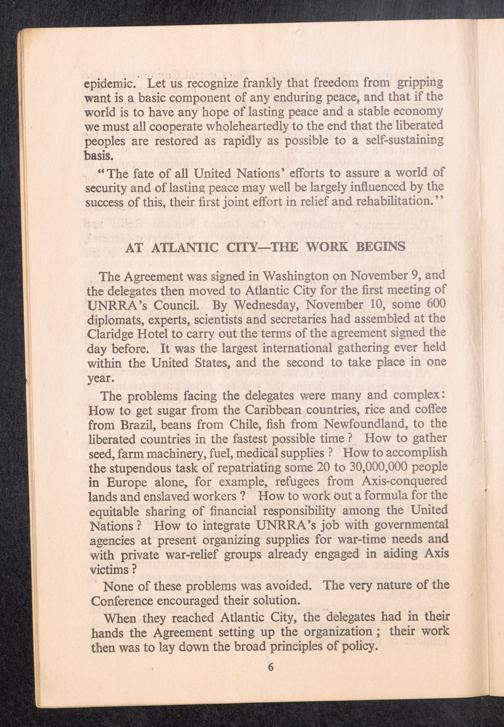 epidemic. Let us recognize frankly that freedom from gripping
want is a basic component of any enduring peace, and that if the
world is to have any hope of lasting peace and a stable economy
we must all cooperate wholeheartedly to the end that the liberated
peoples are restored as rapidly as possible to a self-sustaining
basis.
"The fate of all United Nations' efforts to assure a world of
security and of lasting peace may well be largely influenced by the
success of this, their first joint effort in relief and rehabilitation."
AT ATLANTIC CITY—THE WORK BEGINS
The Agreement was signed in Washington on November 9, and
the delegates then moved to Atlantic City for the first meeting of
UNRRA's Council. By Wednesday, November 10, some 600
diplomats, experts, scientists and secretaries had assembled at the
Claridge Hotel to carry out the terms of the agreement signed the
day before. It was the largest international gathering ever held
within the United States, and the second to take place in one
year.
The problems facing the delegates were many and complex:
How to get sugar from the Caribbean countries, rice and coffee
from Brazil, beans from Chile, fish from Newfoundland, to the
liberated countries in the fastest possible time? How to gather
seed, farm machinery, fuel, medical supplies? How to accomplish
the stupendous task of repatriating some 20 to 30,000,000 people
in Europe alone, for example, refugees from Axis-conquered
lands and enslaved workers? How to work out a formula for the
equitable sharing of financial responsibility among the United
Nations? How to integrate UNRRA's job with governmental
agencies at present organizing supplies for war-time needs and
with private war-relief groups already engaged in aiding Axis
victims?
None of these problems was avoided. The very nature of the
Conference encouraged their solution.
When they reached Atlantic City, the delegates had in their
hands the Agreement setting up the organization; their work
then was to lay down the broad principles of policy.
6